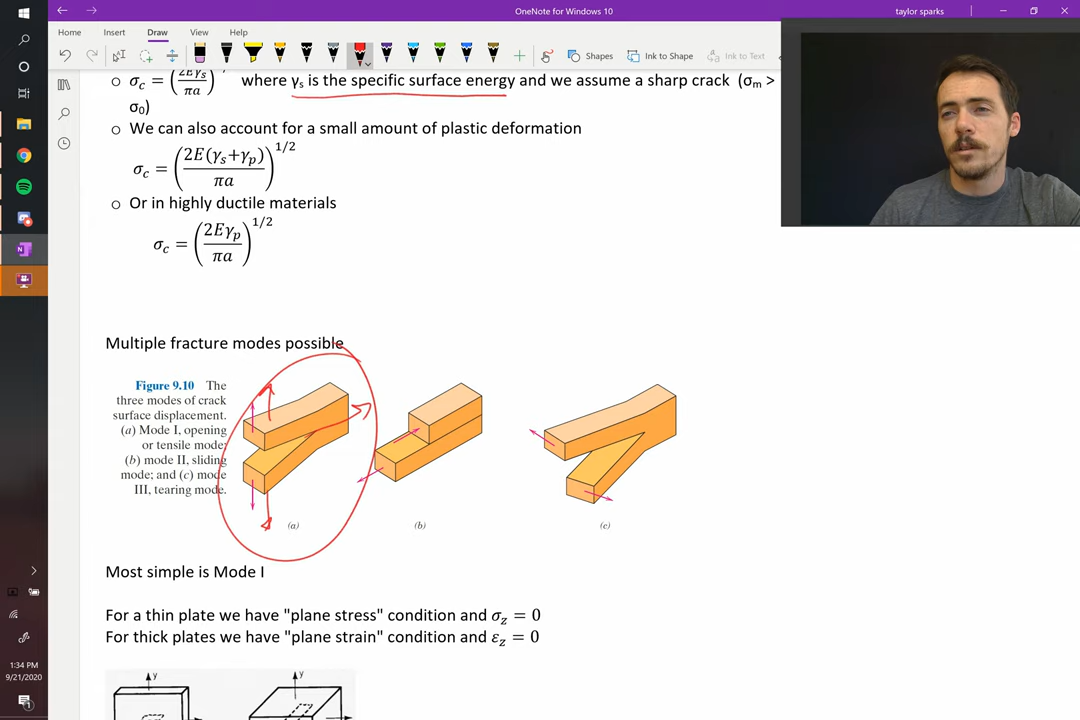 OneNote for Windows 10
taylor sparks
Home Insert Draw View Help
Shapes Ink to Shape Ink to Text
o σc = (2Eγs / πa) where γs is the specific surface energy and we assume a sharp crack (σm >
σ0)
o We can also account for a small amount of plastic deformation
σc = (2E(γs+γp) / πa)^1/2
o Or in highly ductile materials
σc = (2Eγp / πa)^1/2
Multiple fracture modes possible
Figure 9.10 The
three modes of crack
surface displacement.
(a) Mode I, opening
or tensile mode;
(b) mode II, sliding
mode; and (c) mode
III, tearing mode.
(a) (b) (c)
Most simple is Mode I
For a thin plate we have "plane stress" condition and σz = 0
For thick plates we have "plane strain" condition and εz = 0
y y
1:34 PM
9/21/2020